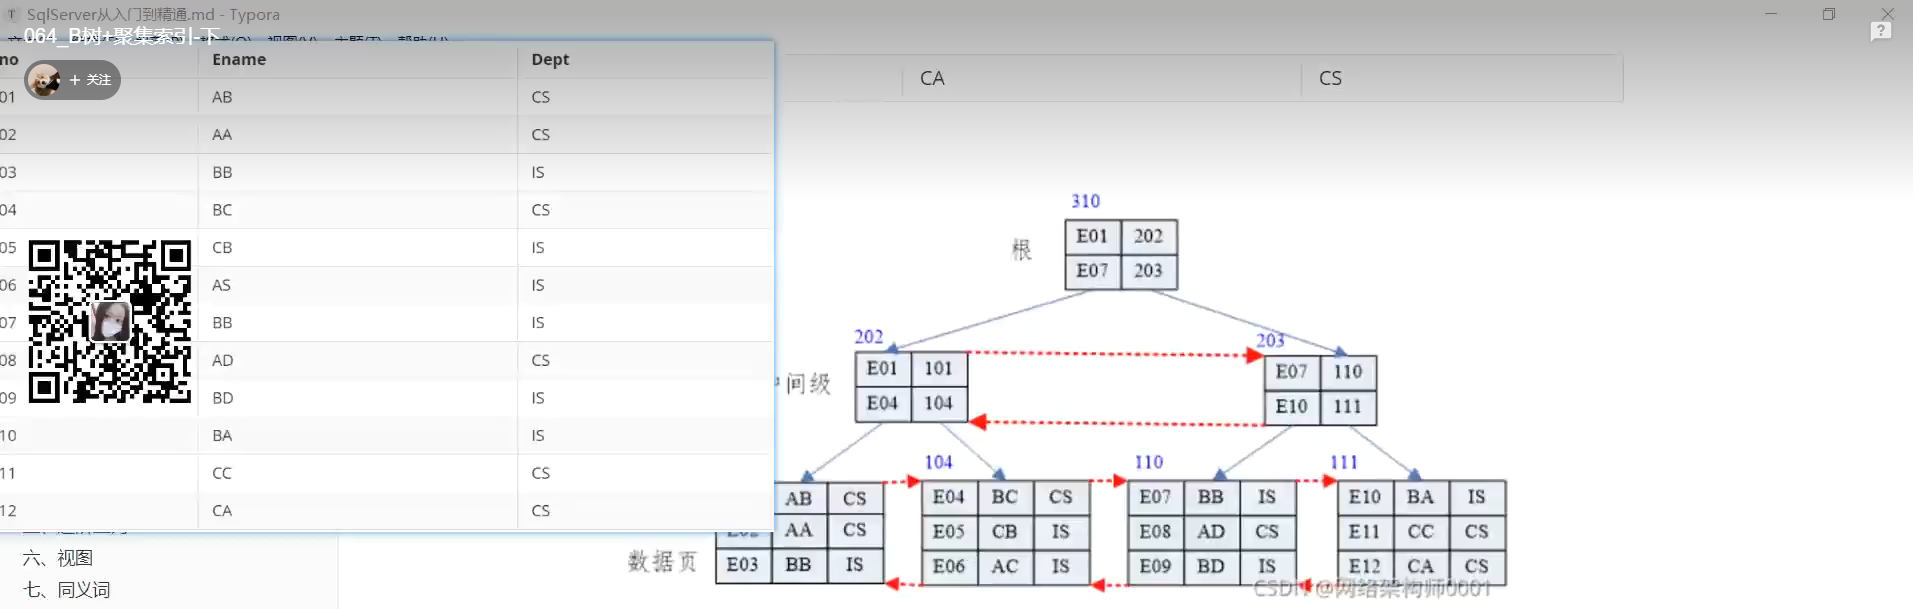 SqlServer从入门到精通.md - Typora
064_B树+聚集索引-下
+ 关注
no Ename Dept
01 AB CS
02 AA CS
03 BB IS
04 BC CS
05 CB IS
06 AS IS
07 BB IS
08 AD CS
09 BD IS
10 BA IS
11 CC CS
12 CA CS
六、视图
七、同义词
CA CS
310
根
E01 202
E07 203
202
203
中间级
E01 101
E04 104
E07 110
E10 111
104
110
111
数据页
AB CS
E02 AA CS
E03 BB IS
E04 BC CS
E05 CB IS
E06 AC IS
E07 BB IS
E08 AD CS
E09 BD IS
E10 BA IS
E11 CC CS
E12 CA CS
CSDN @网络架构师0001